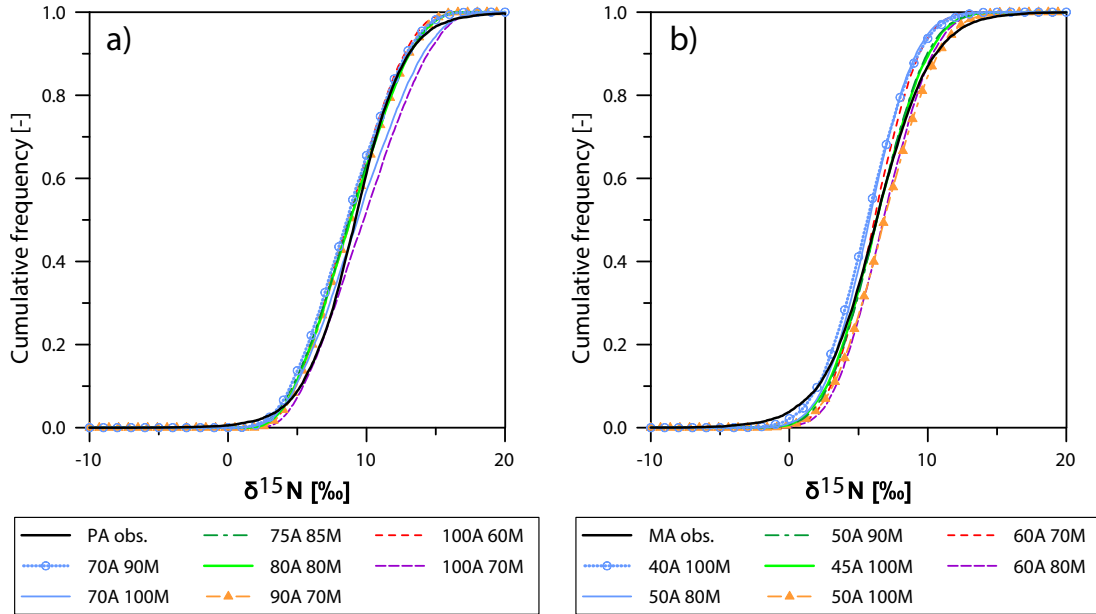 a)
1.0
0.8
0.6
0.4
0.2
0.0
Cumulative frequency [-]
-10 0 10 20
δ¹⁵N [‰]
PA obs. 75A 85M 100A 60M
70A 90M 80A 80M 100A 70M
70A 100M 90A 70M
b)
1.0
0.8
0.6
0.4
0.2
0.0
Cumulative frequency [-]
-10 0 10 20
δ¹⁵N [‰]
MA obs. 50A 90M 60A 70M
40A 100M 45A 100M 60A 80M
50A 80M 50A 100M